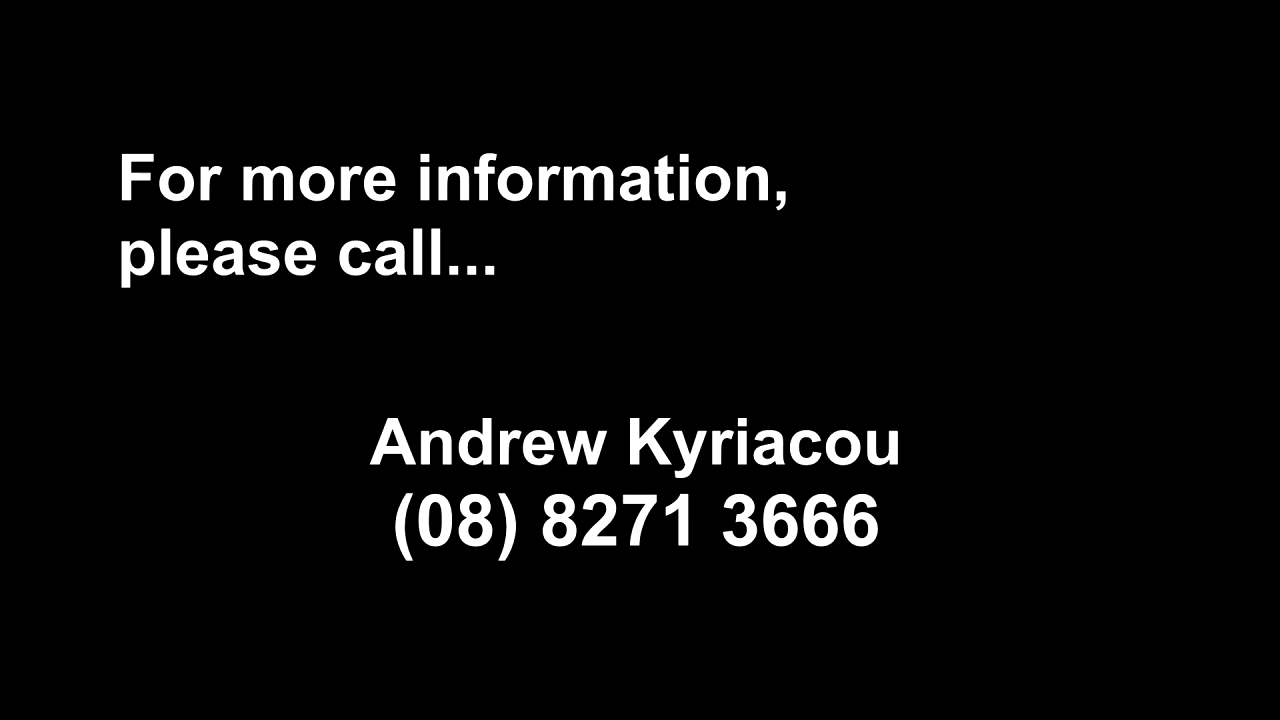 For more information,
please call...
Andrew Kyriacou
(08) 8271 3666